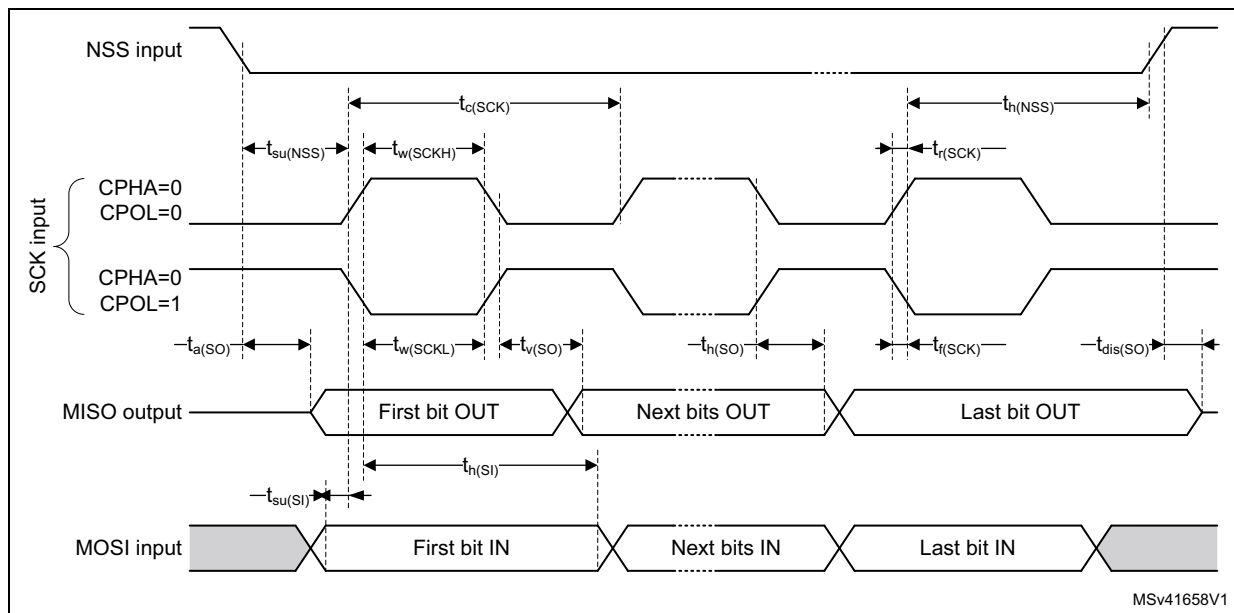 NSS input
tc(SCK)
th(NSS)
tsu(NSS)
tw(SCKH)
tr(SCK)
SCK input
CPHA=0
CPOL=0
CPHA=0
CPOL=1
ta(SO)
tw(SCKL)
tv(SO)
th(SO)
tf(SCK)
tdis(SO)
MISO output
First bit OUT
Next bits OUT
Last bit OUT
th(SI)
tsu(SI)
MOSI input
First bit IN
Next bits IN
Last bit IN
MSv41658V1